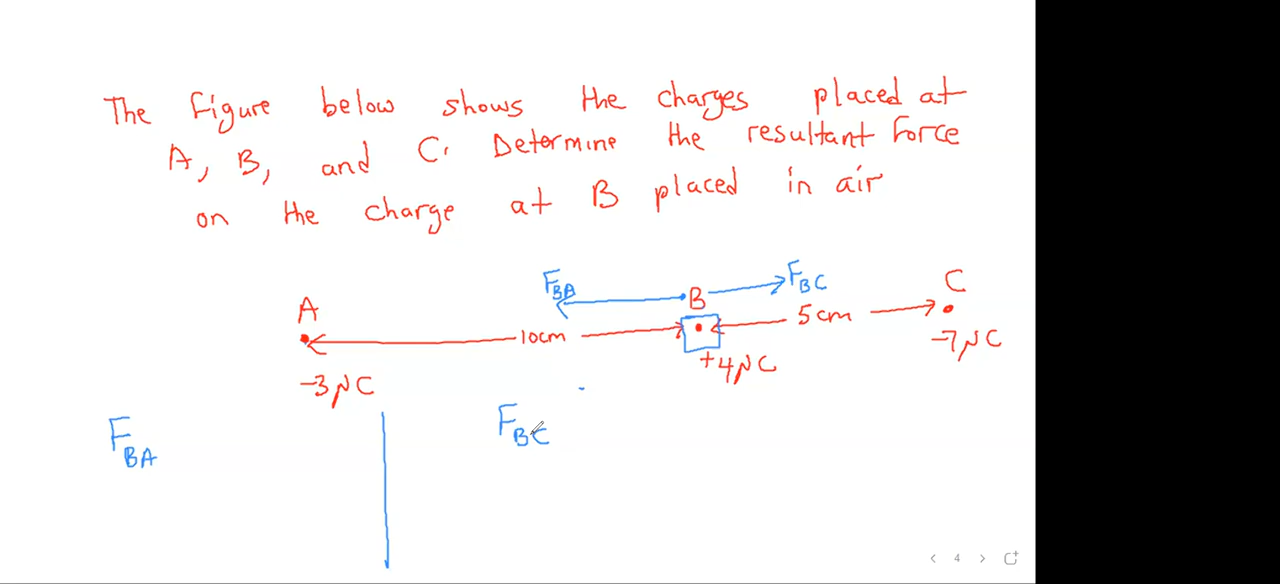 The Figure below shows the charges placed at
A, B, and C. Determine the resultant Force
on the charge at B placed in air
F_BA B F_BC C
A
10cm 5cm
-3μC +4μC -7μC
F_BA F_BC
< 4 >